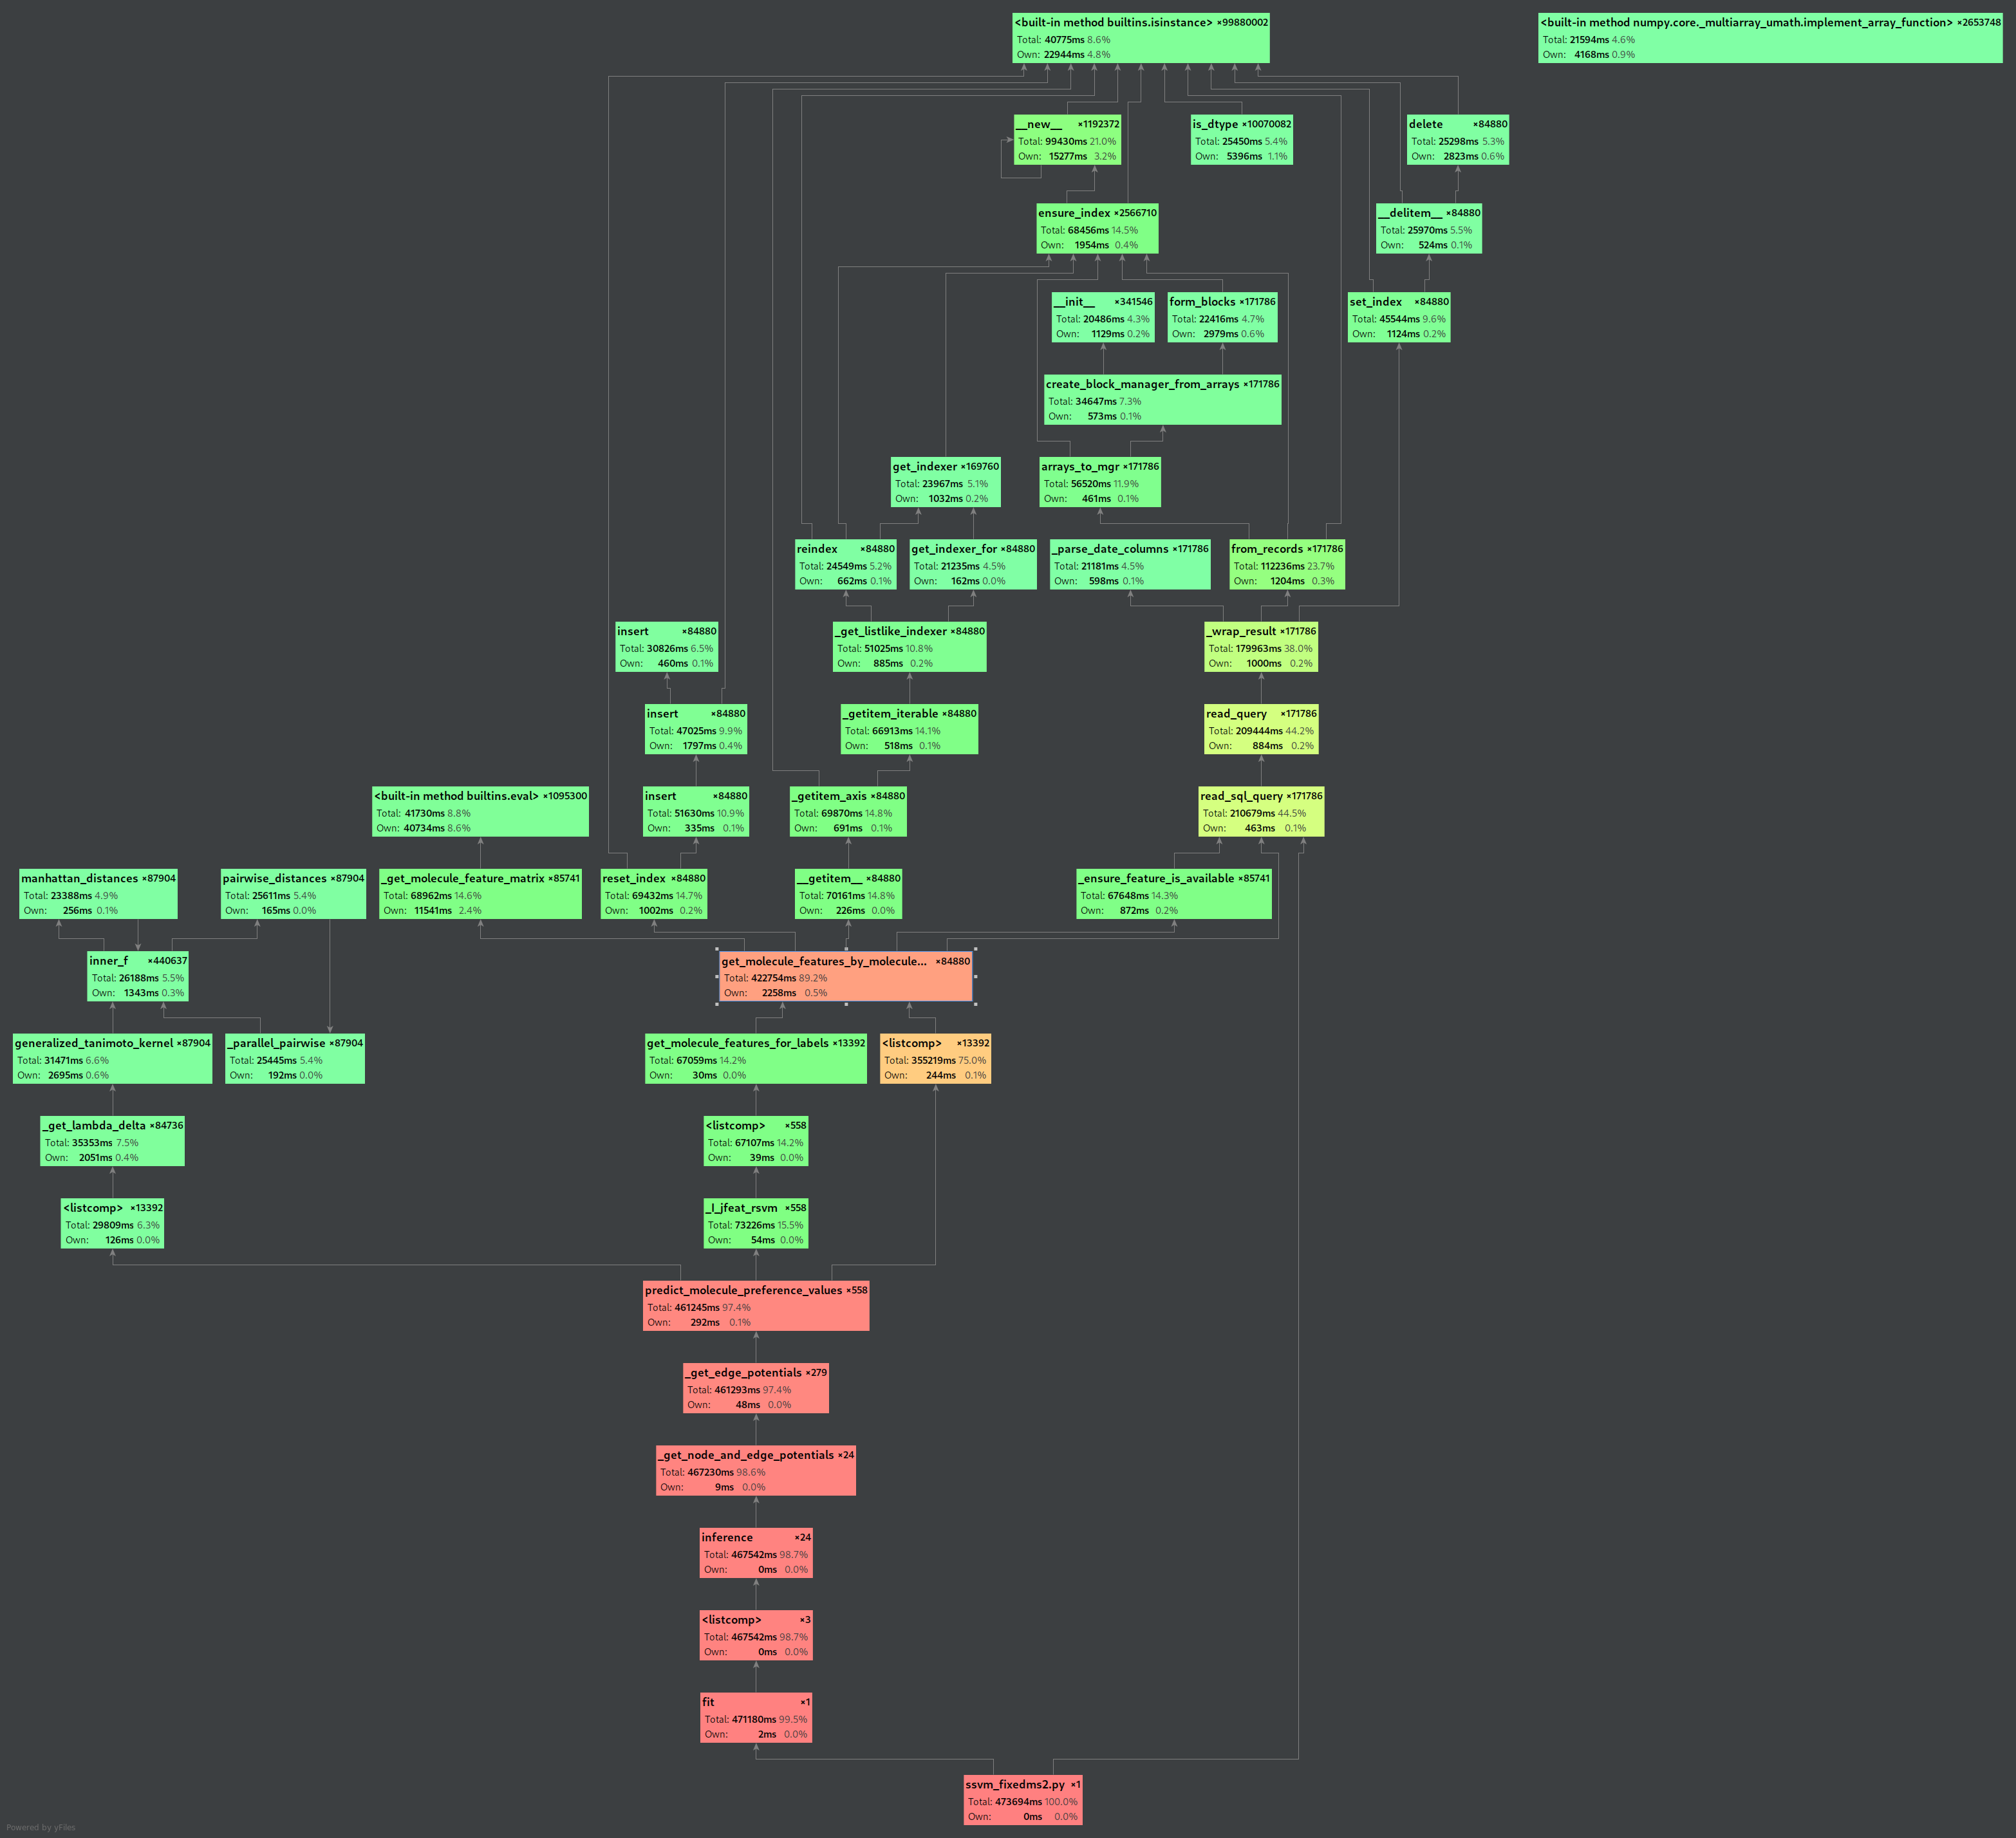 <built-in method builtins.isinstance> ×99880002
Total: 40775ms 8.6%
Own: 22944ms 4.8%
<built-in method numpy.core._multiarray_umath.implement_array_function> ×2653748
Total: 21594ms 4.6%
Own: 4168ms 0.9%
__new__ ×1192372
Total: 99430ms 21.0%
Own: 15277ms 3.2%
is_dtype ×10070082
Total: 25450ms 5.4%
Own: 5396ms 1.1%
delete ×84880
Total: 25298ms 5.3%
Own: 2823ms 0.6%
ensure_index ×2566710
Total: 68456ms 14.5%
Own: 1954ms 0.4%
__delitem__ ×84880
Total: 25970ms 5.5%
Own: 524ms 0.1%
__init__ ×341546
Total: 20486ms 4.3%
Own: 1129ms 0.2%
form_blocks ×171786
Total: 22416ms 4.7%
Own: 2979ms 0.6%
set_index ×84880
Total: 45544ms 9.6%
Own: 1124ms 0.2%
create_block_manager_from_arrays ×171786
Total: 34647ms 7.3%
Own: 573ms 0.1%
get_indexer ×169760
Total: 23967ms 5.1%
Own: 1032ms 0.2%
arrays_to_mgr ×171786
Total: 56520ms 11.9%
Own: 461ms 0.1%
reindex ×84880
Total: 24549ms 5.2%
Own: 662ms 0.1%
get_indexer_for ×84880
Total: 21235ms 4.5%
Own: 162ms 0.0%
_parse_date_columns ×171786
Total: 21181ms 4.5%
Own: 598ms 0.1%
from_records ×171786
Total: 112236ms 23.7%
Own: 1204ms 0.3%
insert ×84880
Total: 30826ms 6.5%
Own: 460ms 0.1%
_get_listlike_indexer ×84880
Total: 51025ms 10.8%
Own: 885ms 0.2%
_wrap_result ×171786
Total: 179963ms 38.0%
Own: 1000ms 0.2%
insert ×84880
Total: 47025ms 9.9%
Own: 1797ms 0.4%
_getitem_iterable ×84880
Total: 66913ms 14.1%
Own: 518ms 0.1%
read_query ×171786
Total: 209444ms 44.2%
Own: 884ms 0.2%
<built-in method builtins.eval> ×1095300
Total: 41730ms 8.8%
Own: 40734ms 8.6%
insert ×84880
Total: 51630ms 10.9%
Own: 335ms 0.1%
_getitem_axis ×84880
Total: 69870ms 14.8%
Own: 691ms 0.1%
read_sql_query ×171786
Total: 210679ms 44.5%
Own: 463ms 0.1%
manhattan_distances ×87904
Total: 23388ms 4.9%
Own: 256ms 0.1%
pairwise_distances ×87904
Total: 25611ms 5.4%
Own: 165ms 0.0%
_get_molecule_feature_matrix ×85741
Total: 68962ms 14.6%
Own: 11541ms 2.4%
reset_index ×84880
Total: 69432ms 14.7%
Own: 1002ms 0.2%
__getitem__ ×84880
Total: 70161ms 14.8%
Own: 226ms 0.0%
_ensure_feature_is_available ×85741
Total: 67648ms 14.3%
Own: 872ms 0.2%
inner_f ×440637
Total: 26188ms 5.5%
Own: 1343ms 0.3%
get_molecule_features_by_molecule... ×84880
Total: 422754ms 89.2%
Own: 2258ms 0.5%
generalized_tanimoto_kernel ×87904
Total: 31471ms 6.6%
Own: 2695ms 0.6%
_parallel_pairwise ×87904
Total: 25445ms 5.4%
Own: 192ms 0.0%
get_molecule_features_for_labels ×13392
Total: 67059ms 14.2%
Own: 30ms 0.0%
<listcomp> ×13392
Total: 355219ms 75.0%
Own: 244ms 0.1%
_get_lambda_delta ×84736
Total: 35353ms 7.5%
Own: 2051ms 0.4%
<listcomp> ×558
Total: 67107ms 14.2%
Own: 39ms 0.0%
<listcomp> ×13392
Total: 29809ms 6.3%
Own: 126ms 0.0%
_I_jfeat_rsvm ×558
Total: 73226ms 15.5%
Own: 54ms 0.0%
predict_molecule_preference_values ×558
Total: 461245ms 97.4%
Own: 292ms 0.1%
_get_edge_potentials ×279
Total: 461293ms 97.4%
Own: 48ms 0.0%
_get_node_and_edge_potentials ×24
Total: 467230ms 98.6%
Own: 9ms 0.0%
inference ×24
Total: 467542ms 98.7%
Own: 0ms 0.0%
<listcomp> ×3
Total: 467542ms 98.7%
Own: 0ms 0.0%
fit ×1
Total: 471180ms 99.5%
Own: 2ms 0.0%
ssvm_fixedms2.py ×1
Total: 473694ms 100.0%
Own: 0ms 0.0%
Powered by yFiles